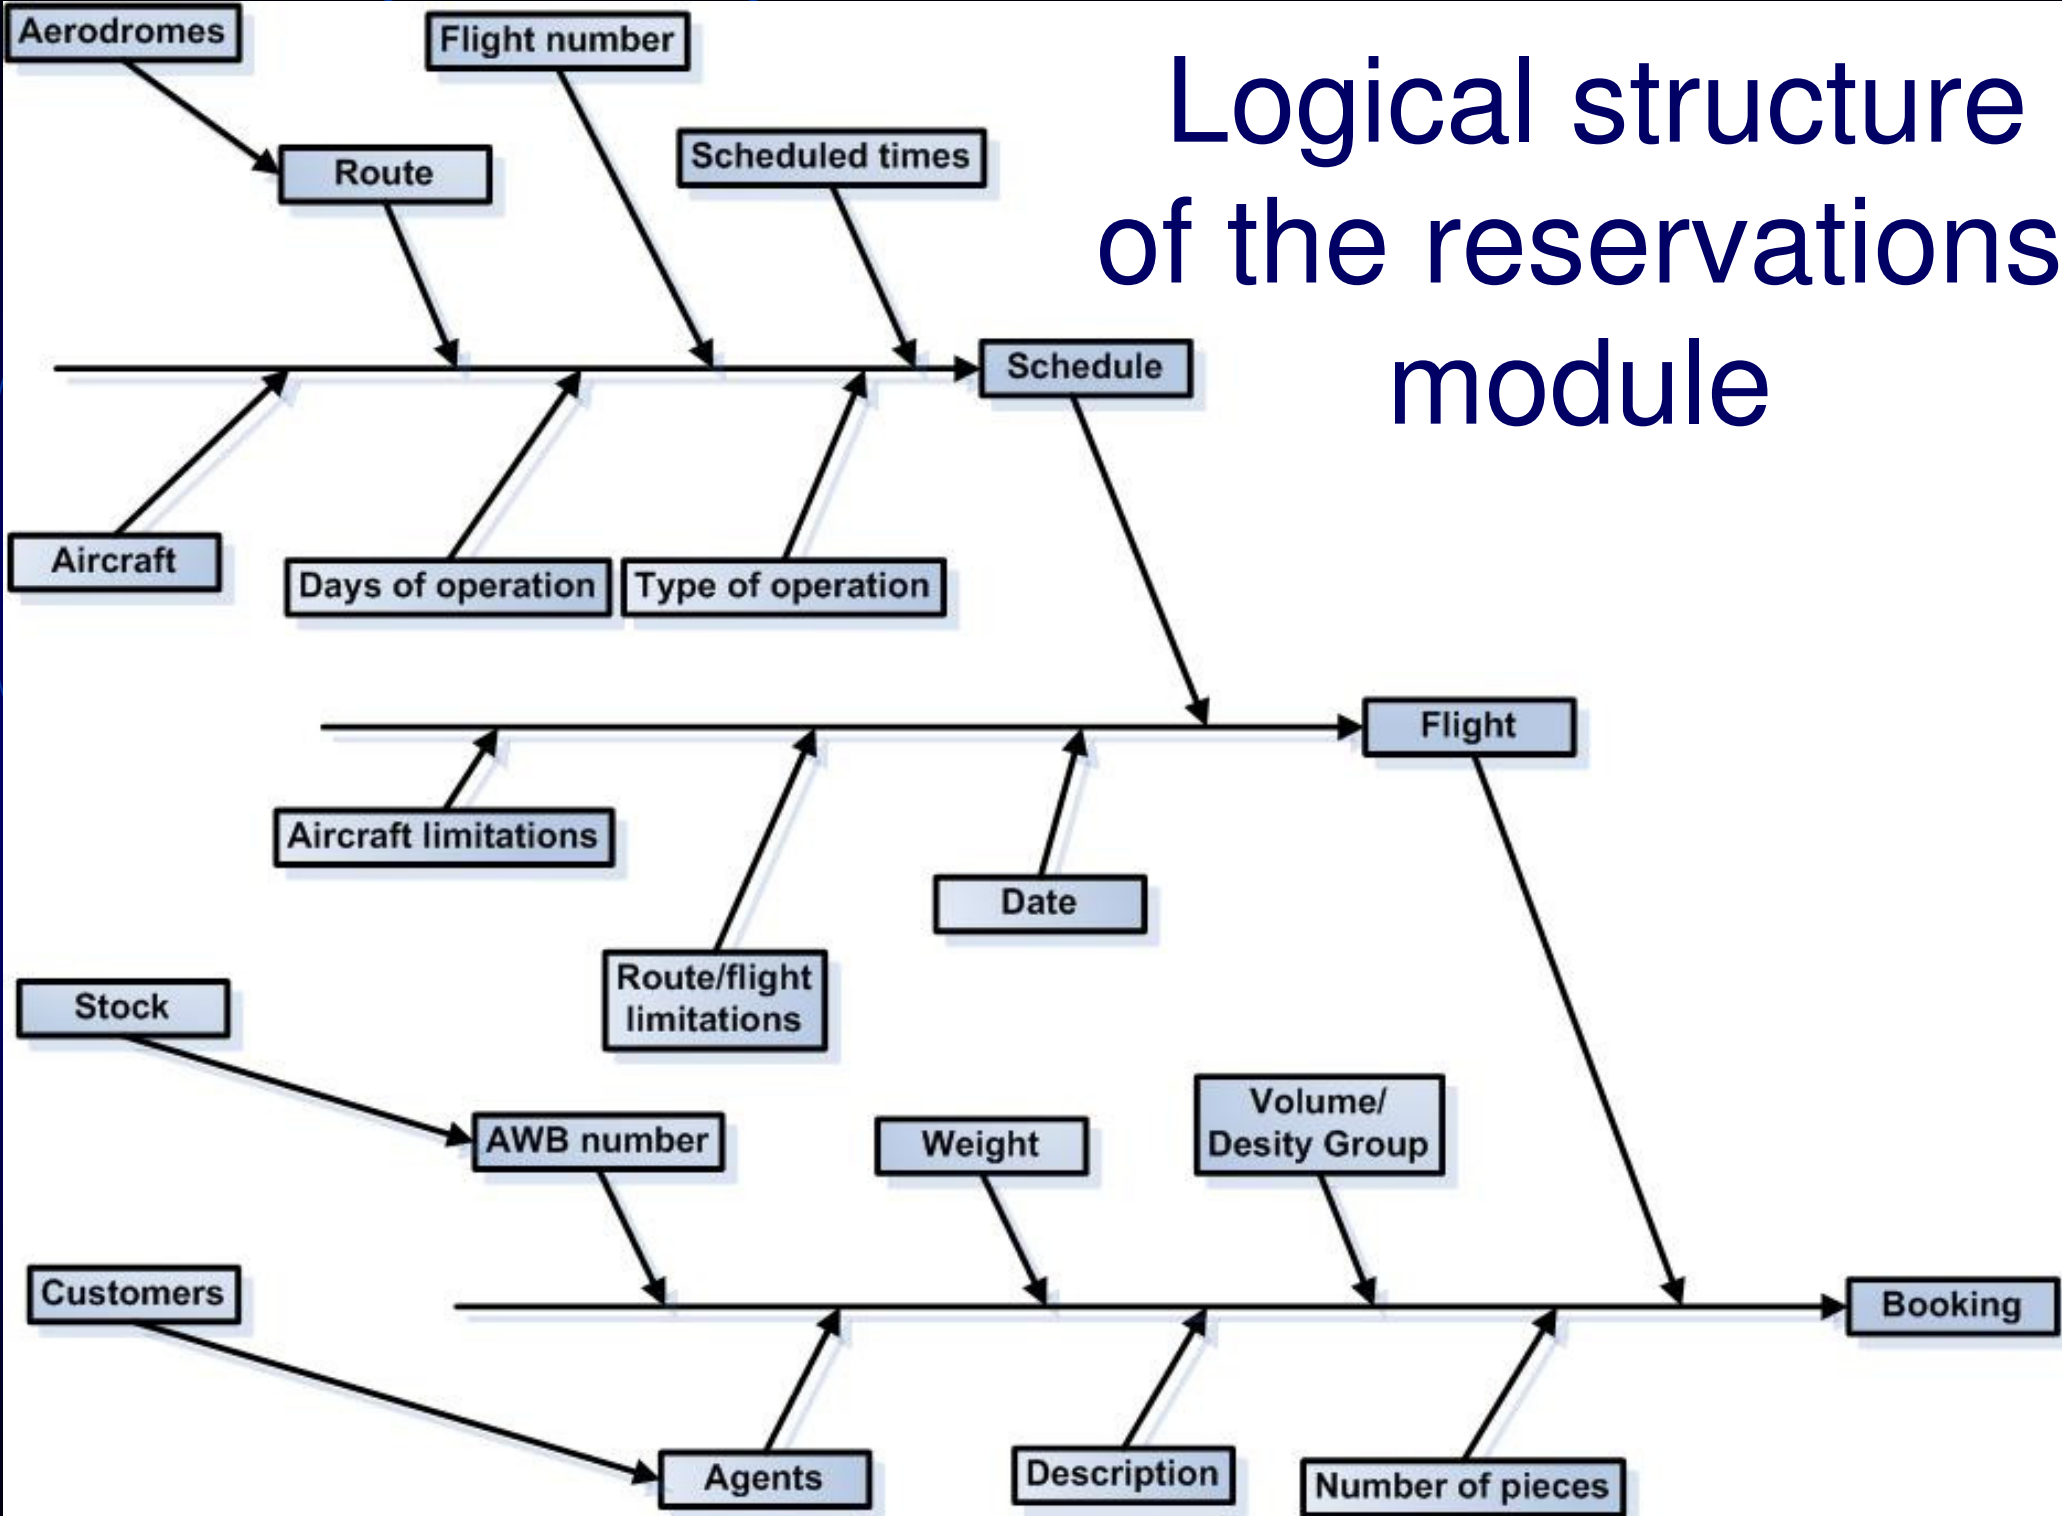 Logical structure
of the reservations
module
Aerodromes
Flight number
Scheduled times
Route
Schedule
Aircraft
Days of operation
Type of operation
Flight
Aircraft limitations
Date
Route/flight
limitations
Stock
AWB number
Weight
Volume/
Desity Group
Customers
Booking
Agents
Description
Number of pieces